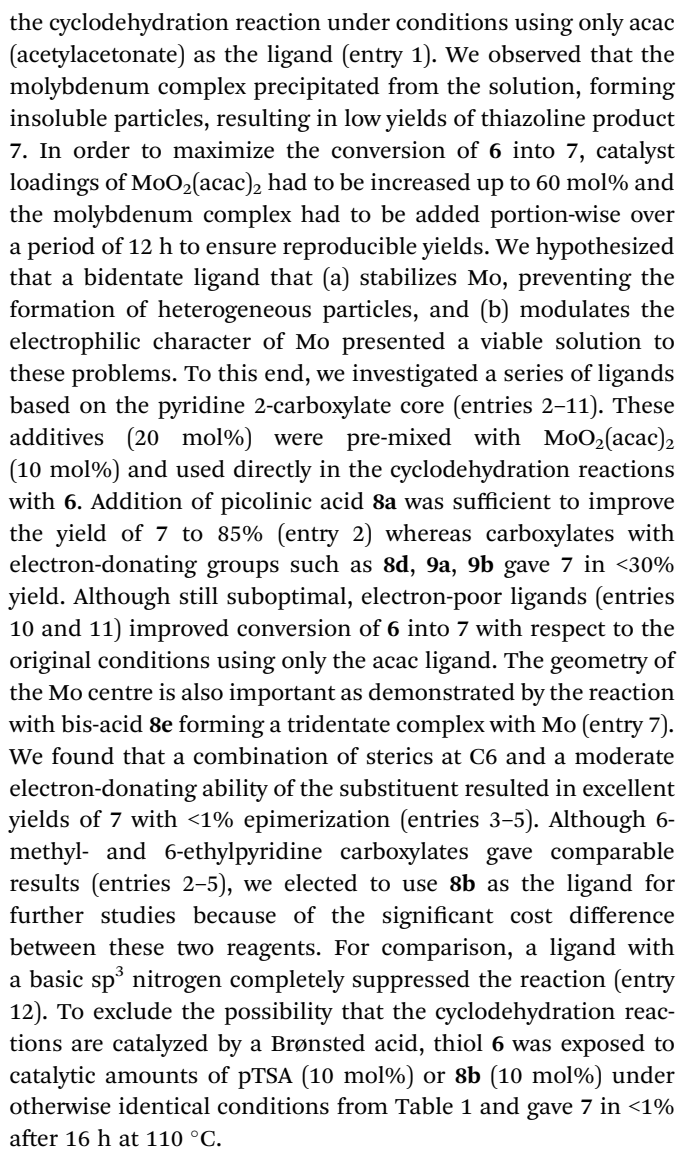 the cyclodehydration reaction under conditions using only acac
(acetylacetonate) as the ligand (entry 1). We observed that the
molybdenum complex precipitated from the solution, forming
insoluble particles, resulting in low yields of thiazoline product
7. In order to maximize the conversion of 6 into 7, catalyst
loadings of MoO₂(acac)₂ had to be increased up to 60 mol% and
the molybdenum complex had to be added portion-wise over
a period of 12 h to ensure reproducible yields. We hypothesized
that a bidentate ligand that (a) stabilizes Mo, preventing the
formation of heterogeneous particles, and (b) modulates the
electrophilic character of Mo presented a viable solution to
these problems. To this end, we investigated a series of ligands
based on the pyridine 2-carboxylate core (entries 2–11). These
additives (20 mol%) were pre-mixed with MoO₂(acac)₂
(10 mol%) and used directly in the cyclodehydration reactions
with 6. Addition of picolinic acid 8a was sufficient to improve
the yield of 7 to 85% (entry 2) whereas carboxylates with
electron-donating groups such as 8d, 9a, 9b gave 7 in <30%
yield. Although still suboptimal, electron-poor ligands (entries
10 and 11) improved conversion of 6 into 7 with respect to the
original conditions using only the acac ligand. The geometry of
the Mo centre is also important as demonstrated by the reaction
with bis-acid 8e forming a tridentate complex with Mo (entry 7).
We found that a combination of sterics at C6 and a moderate
electron-donating ability of the substituent resulted in excellent
yields of 7 with <1% epimerization (entries 3–5). Although 6-
methyl- and 6-ethylpyridine carboxylates gave comparable
results (entries 2–5), we elected to use 8b as the ligand for
further studies because of the significant cost difference
between these two reagents. For comparison, a ligand with
a basic sp³ nitrogen completely suppressed the reaction (entry
12). To exclude the possibility that the cyclodehydration reac-
tions are catalyzed by a Brønsted acid, thiol 6 was exposed to
catalytic amounts of pTSA (10 mol%) or 8b (10 mol%) under
otherwise identical conditions from Table 1 and gave 7 in <1%
after 16 h at 110 °C.